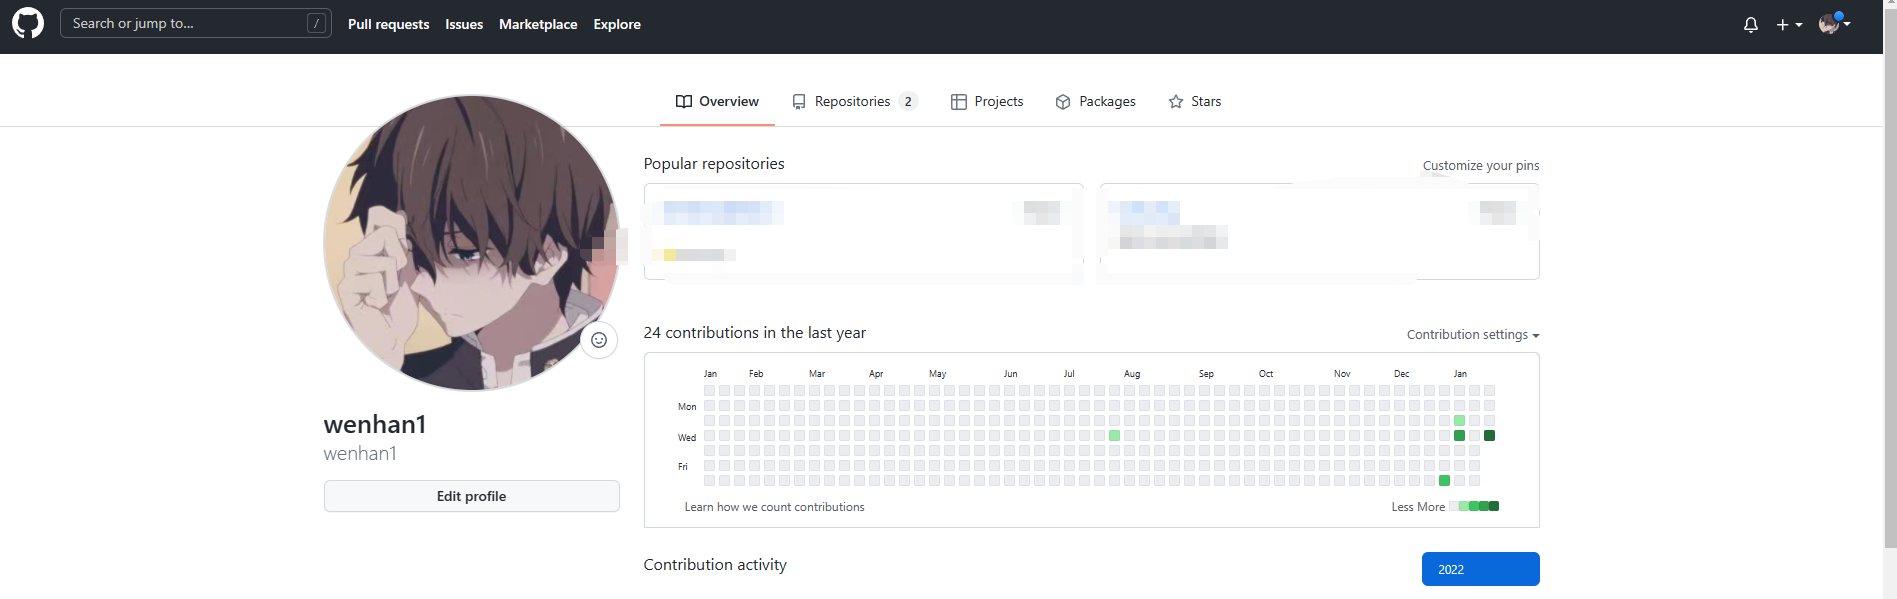 Search or jump to... /
Pull requests
Issues
Marketplace
Explore
Overview
Repositories 2
Projects
Packages
Stars
wenhan1
wenhan1
Edit profile
Popular repositories
Customize your pins
24 contributions in the last year
Contribution settings
Jan Feb Mar Apr May Jun Jul Aug Sep Oct Nov Dec Jan
Mon
Wed
Fri
Learn how we count contributions
Less More
Contribution activity
2022